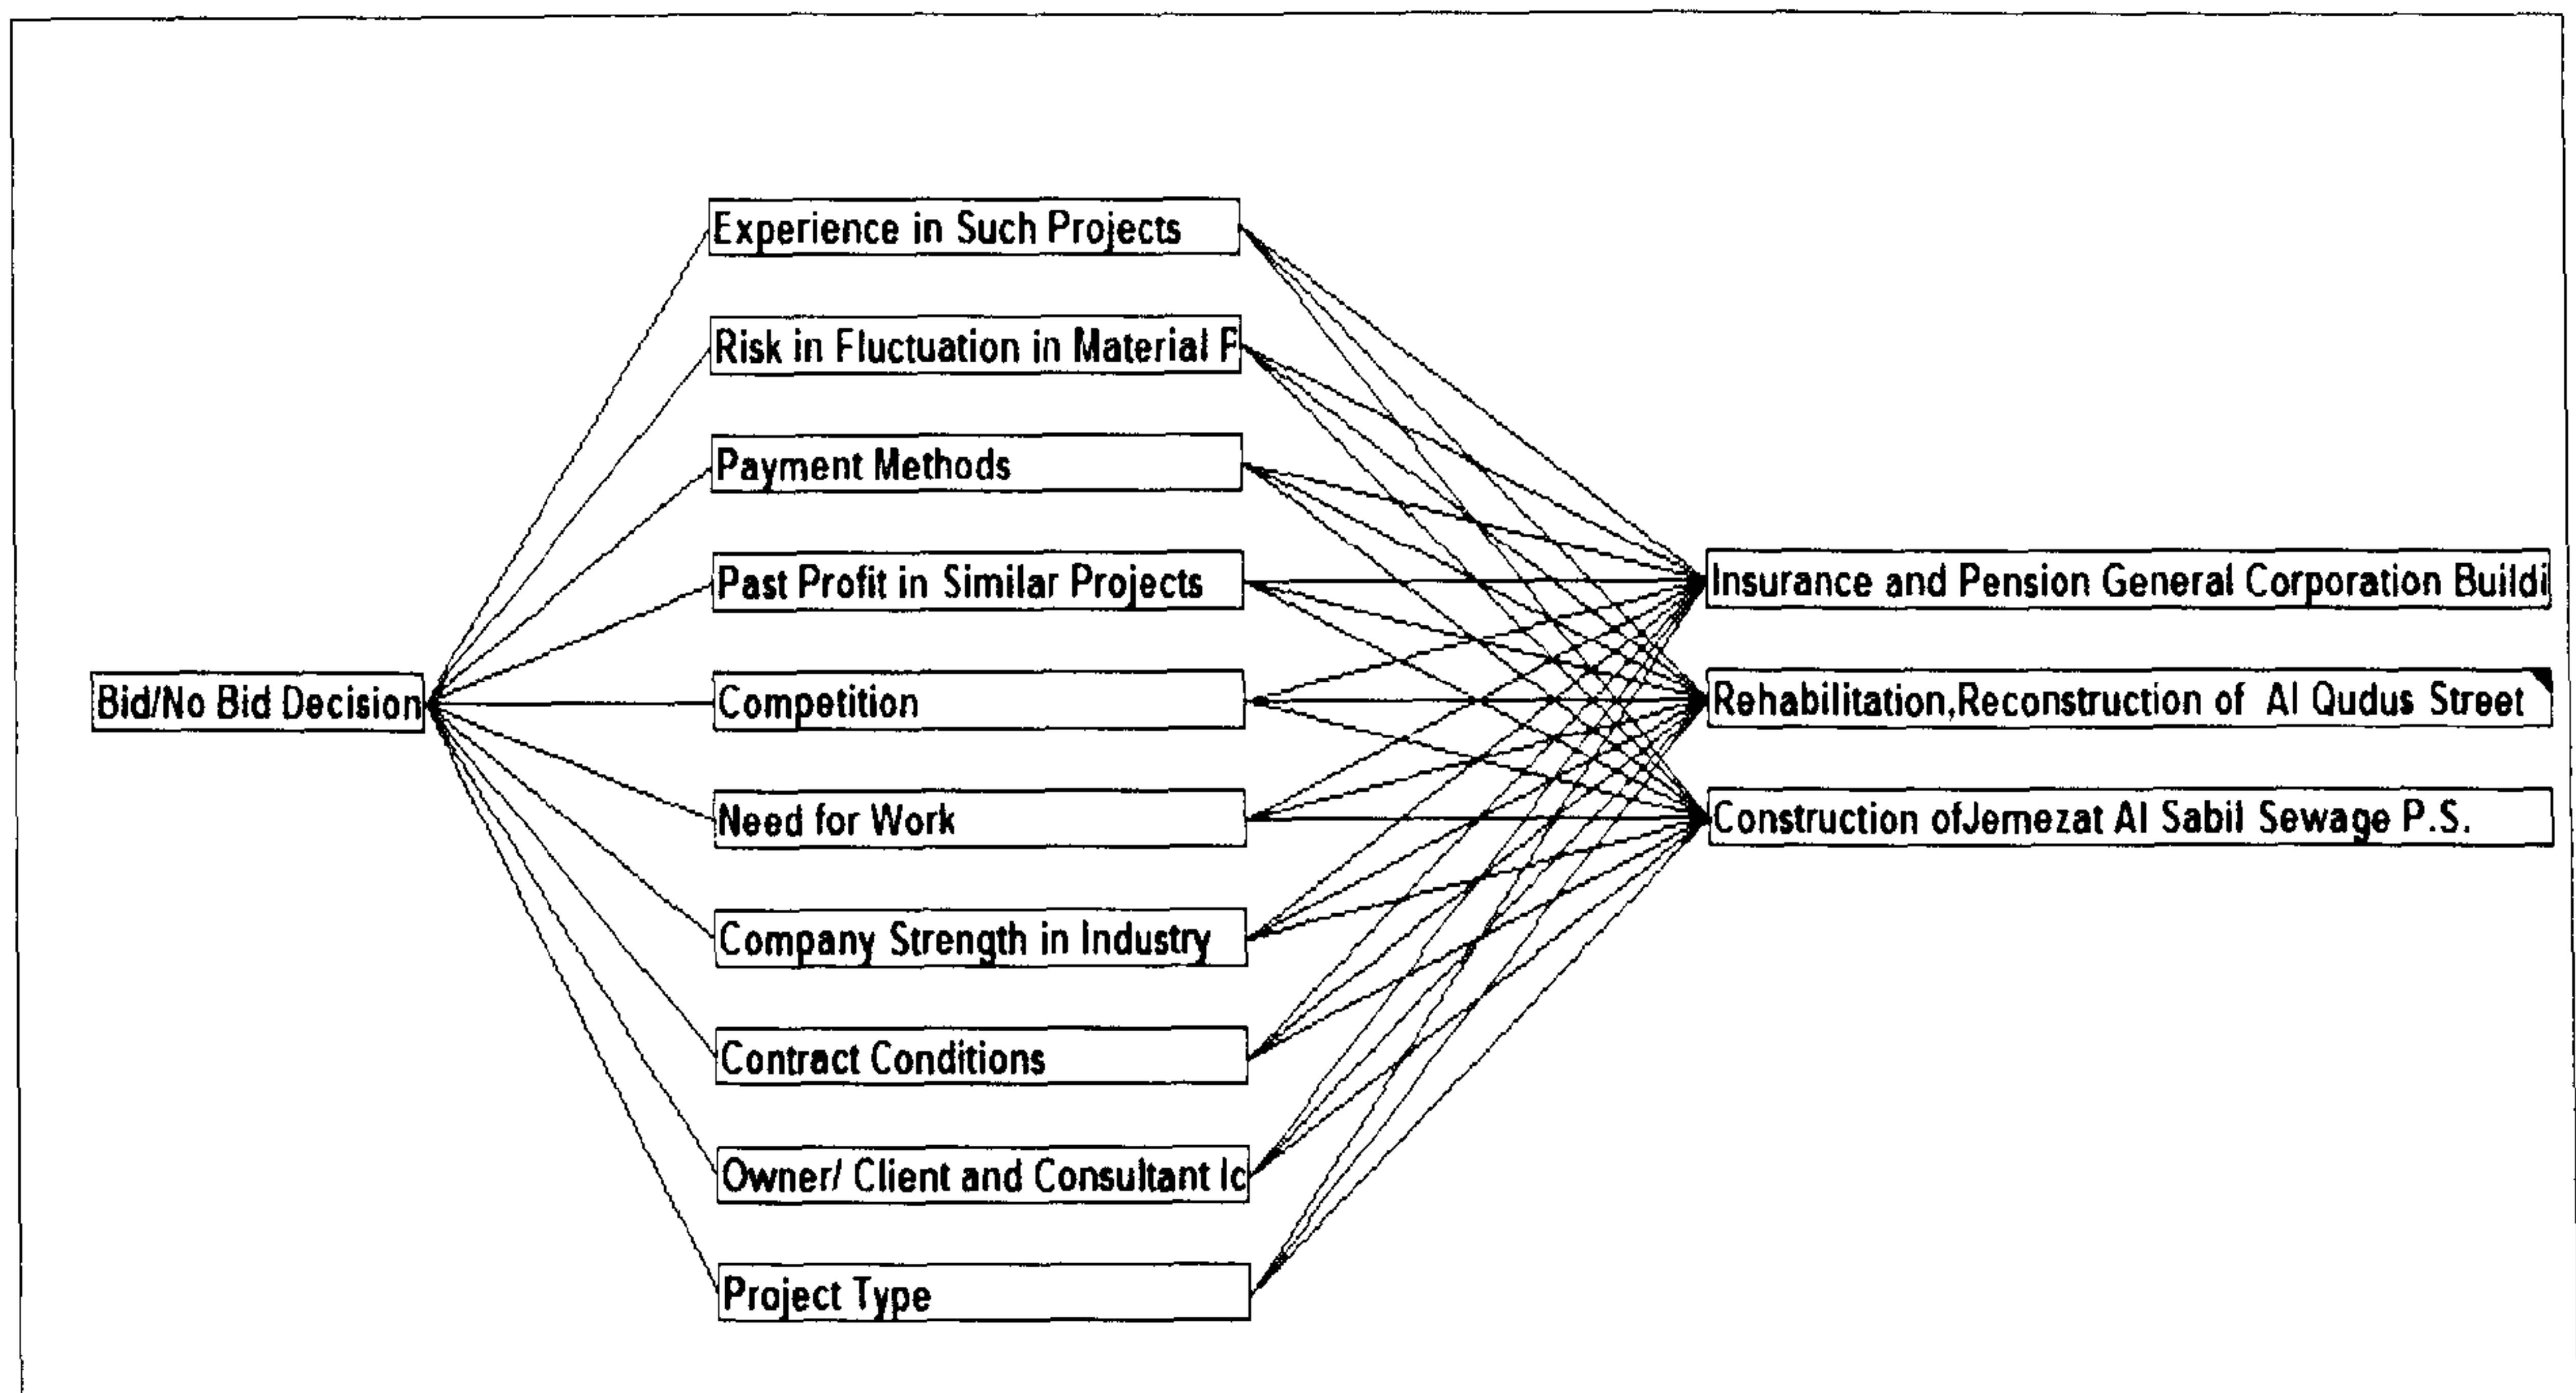 Experience in Such Projects
Risk in Fluctuation in Material P
Payment Methods
Past Profit in Similar Projects
Insurance and Pension General Corporation Buildi
Bid/No Bid Decision
Competition
Rehabilitation,Reconstruction of Al Qudus Street
Need for Work
Construction ofJemezat Al Sabil Sewage P.S.
Company Strength in Industry
Contract Conditions
Owner/ Client and Consultant Ic
Project Type